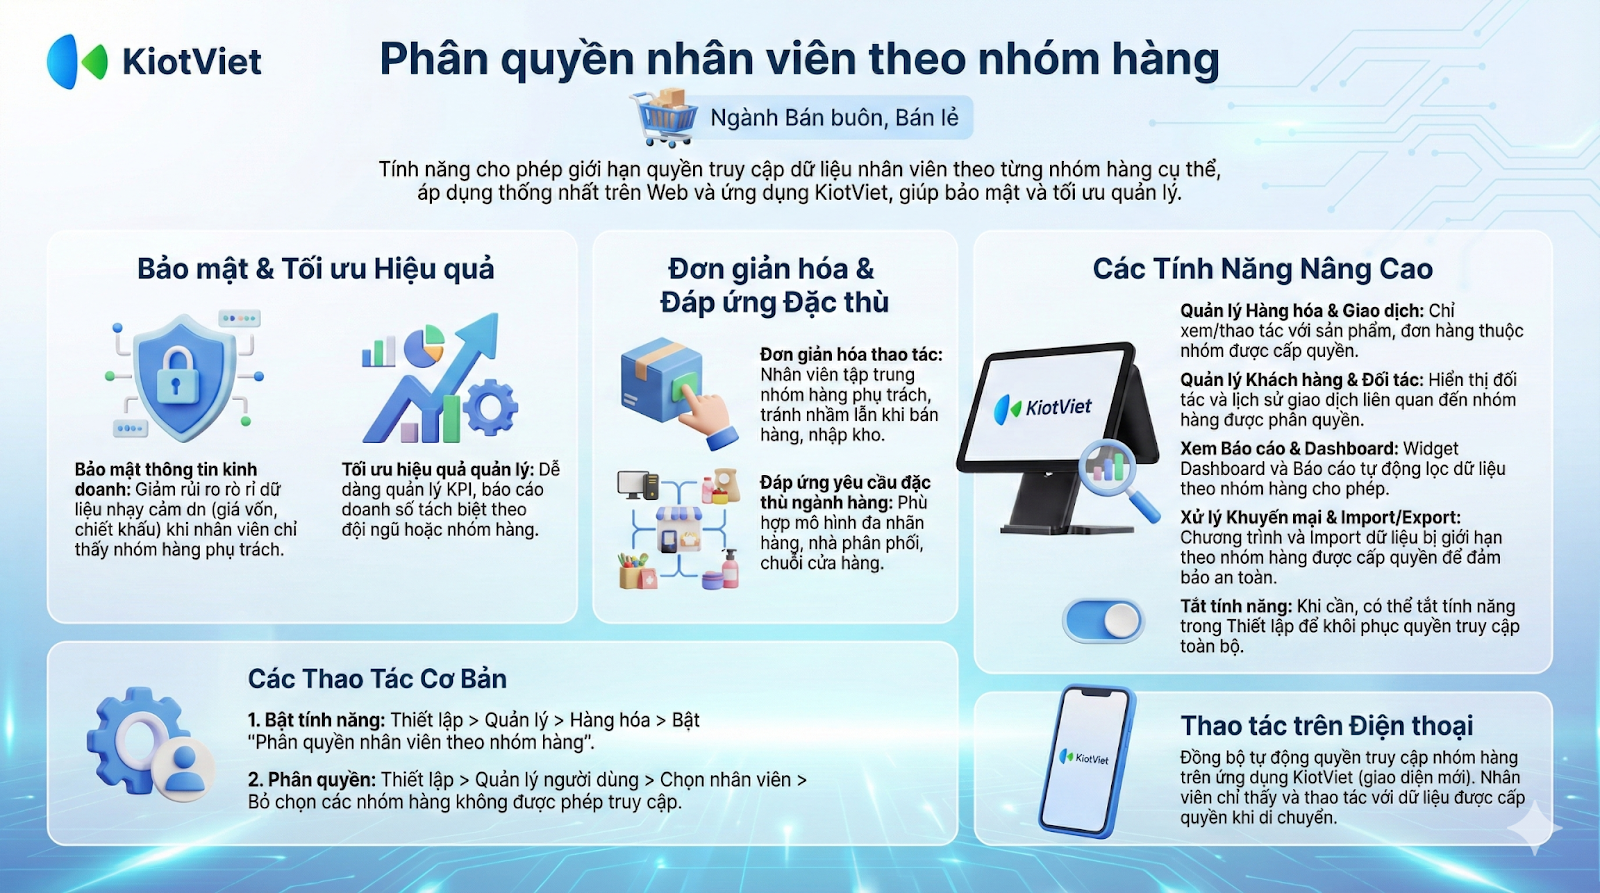 KiotViet
Phân quyền nhân viên theo nhóm hàng
Ngành Bán buôn, Bán lẻ
Tính năng cho phép giới hạn quyền truy cập dữ liệu nhân viên theo từng nhóm hàng cụ thể,
áp dụng thống nhất trên Web và ứng dụng KiotViet, giúp bảo mật và tối ưu quản lý.
Bảo mật & Tối ưu Hiệu quả
Bảo mật thông tin kinh
doanh: Giảm rủi ro rò rỉ dữ
liệu nhạy cảm dn (giá vốn,
chiết khấu) khi nhân viên chỉ
thấy nhóm hàng phụ trách.
Tối ưu hiệu quả quản lý: Dễ
dàng quản lý KPI, báo cáo
doanh số tách biệt theo
đội ngũ hoặc nhóm hàng.
Đơn giản hóa &
Đáp ứng Đặc thù
Đơn giản hóa thao tác:
Nhân viên tập trung
nhóm hàng phụ trách,
tránh nhầm lẫn khi bán
hàng, nhập kho.
Đáp ứng yêu cầu đặc
thù ngành hàng: Phù
hợp mô hình đa nhãn
hàng, nhà phân phối,
chuỗi cửa hàng.
Các Tính Năng Nâng Cao
KiotViet
Quản lý Hàng hóa & Giao dịch: Chỉ
xem/thao tác với sản phẩm, đơn hàng thuộc
nhóm được cấp quyền.
Quản lý Khách hàng & Đối tác: Hiển thị đối
tác và lịch sử giao dịch liên quan đến nhóm
hàng được phân quyền.
Xem Báo cáo & Dashboard: Widget
Dashboard và Báo cáo tự động lọc dữ liệu
theo nhóm hàng cho phép.
Xử lý Khuyến mại & Import/Export:
Chương trình và Import dữ liệu bị giới hạn
theo nhóm hàng được cấp quyền để đảm
bảo an toàn.
Tắt tính năng: Khi cần, có thể tắt tính năng
trong Thiết lập để khôi phục quyền truy cập
toàn bộ.
Các Thao Tác Cơ Bản
1. Bật tính năng: Thiết lập > Quản lý > Hàng hóa > Bật
“Phân quyền nhân viên theo nhóm hàng”.
2. Phân quyền: Thiết lập > Quản lý người dùng > Chọn nhân viên >
Bỏ chọn các nhóm hàng không được phép truy cập.
KiotViet
Thao tác trên Điện thoại
Đồng bộ tự động quyền truy cập nhóm hàng
trên ứng dụng KiotViet (giao diện mới). Nhân
viên chỉ thấy và thao tác với dữ liệu được cấp
quyền khi di chuyển.